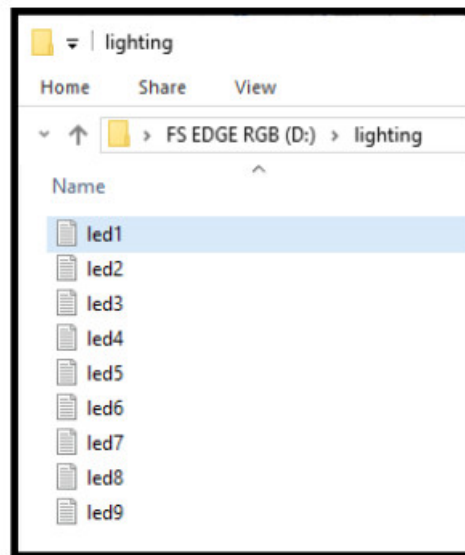 lighting
Home Share View
FS EDGE RGB (D:) > lighting
Name
led1
led2
led3
led4
led5
led6
led7
led8
led9